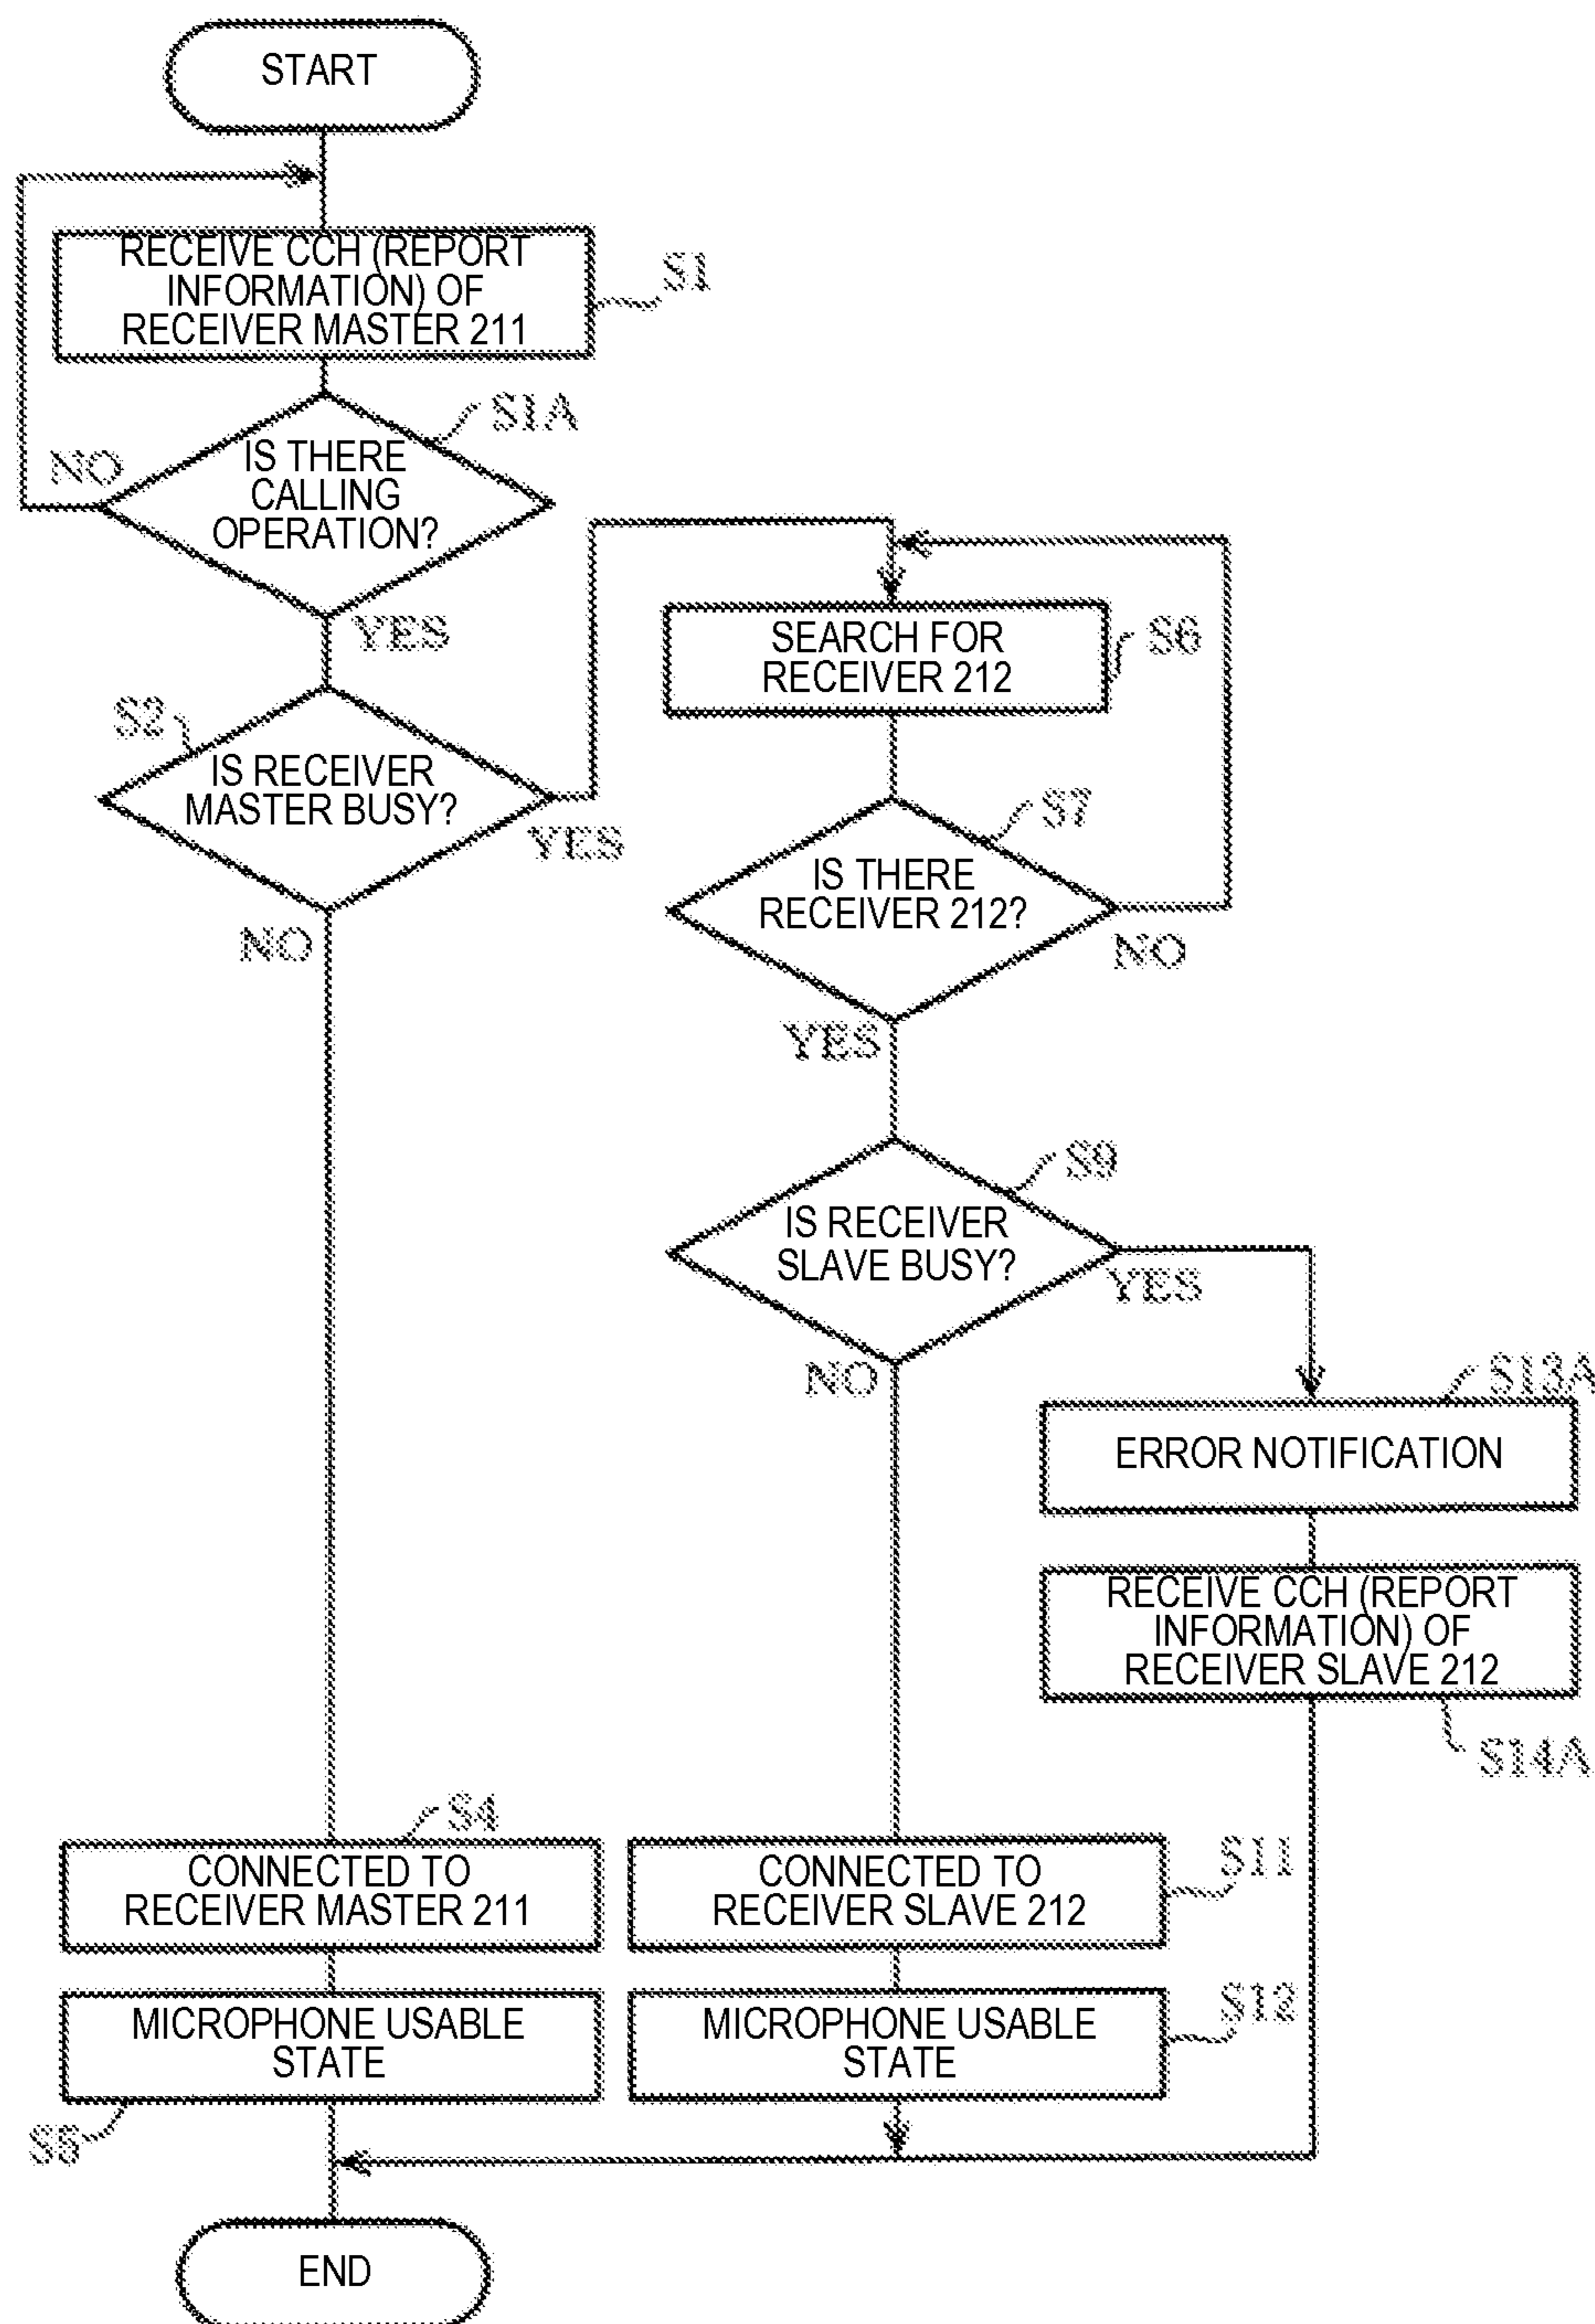 START
RECEIVE CCH (REPORT
INFORMATION) OF
RECEIVER MASTER 211
S1
S1A
IS THERE
CALLING
OPERATION?
NO
YES
S2
IS RECEIVER
MASTER BUSY?
YES
NO
SEARCH FOR
RECEIVER 212
S6
S7
IS THERE
RECEIVER 212?
NO
YES
S9
IS RECEIVER
SLAVE BUSY?
YES
NO
S13A
ERROR NOTIFICATION
RECEIVE CCH (REPORT
INFORMATION) OF
RECEIVER SLAVE 212
S14A
S4
CONNECTED TO
RECEIVER MASTER 211
MICROPHONE USABLE
STATE
S5
CONNECTED TO
RECEIVER SLAVE 212
S11
MICROPHONE USABLE
STATE
S12
END